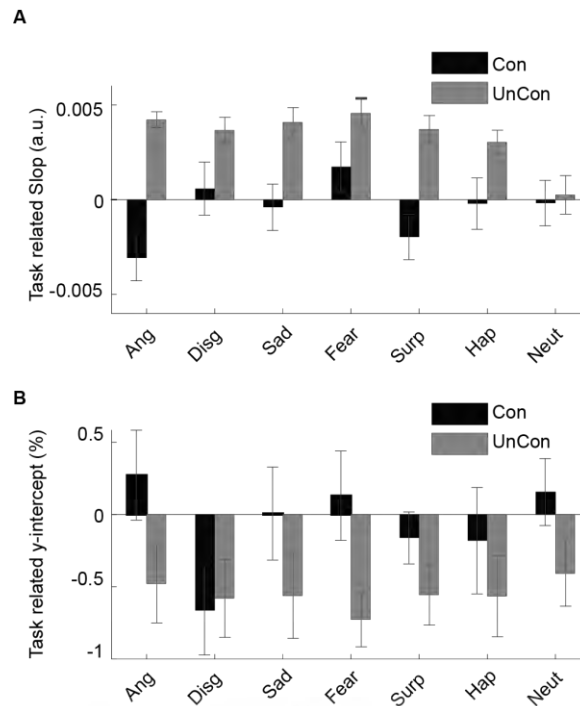 A
Con
UnCon
Task related Slop (a.u.)
0.005
0
-0.005
Ang Disg Sad Fear Surp Hap Neut
B
Con
UnCon
Task related y-intercept (%)
0.5
0
-0.5
-1
Ang Disg Sad Fear Surp Hap Neut